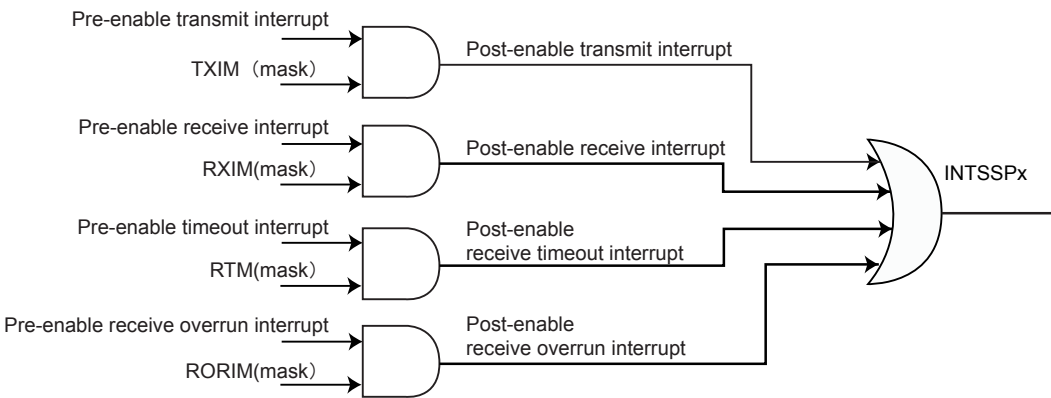 Pre-enable transmit interrupt
TXIM（mask）
Post-enable transmit interrupt
Pre-enable receive interrupt
RXIM(mask）
Post-enable receive interrupt
INTSSPx
Pre-enable timeout interrupt
RTM(mask）
Post-enable
receive timeout interrupt
Pre-enable receive overrun interrupt
RORIM(mask）
Post-enable
receive overrun interrupt